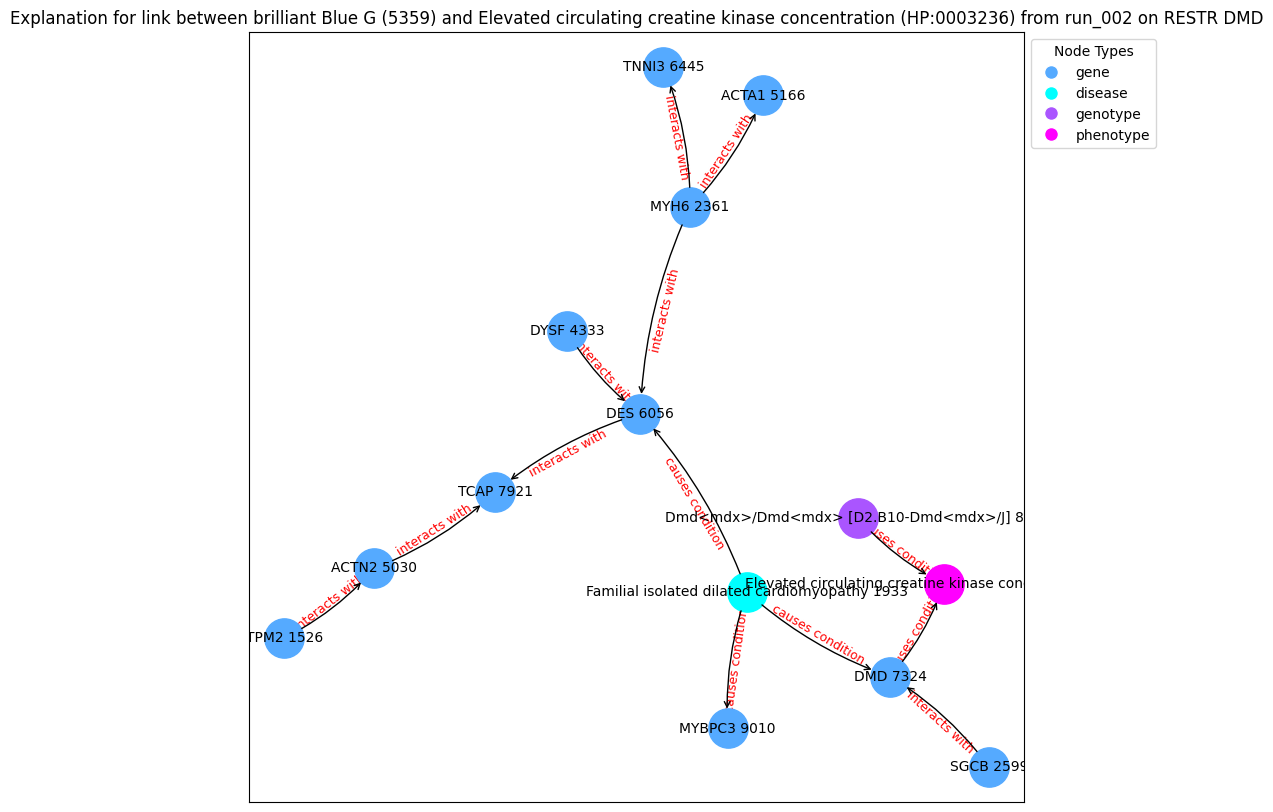 Explanation for link between brilliant Blue G (5359) and Elevated circulating creatine kinase concentration (HP:0003236) from run_002 on RESTR DMD
Node Types
gene
disease
genotype
phenotype
TNNI3 6445
ACTA1 5166
interacts with
interacts with
MYH6 2361
interacts with
DYSF 4333
interacts with
DES 6056
interacts with
causes condition
TCAP 7921
interacts with
Dmd<mdx>/Dmd<mdx> [D2.B10-Dmd<mdx>/J] 8
causes condition
ACTN2 5030
interacts with
Elevated circulating creatine kinase con
Familial isolated dilated cardiomyopathy 1933
causes condition
causes condition
causes condition
TPM2 1526
DMD 7324
interacts with
MYBPC3 9010
SGCB 2599